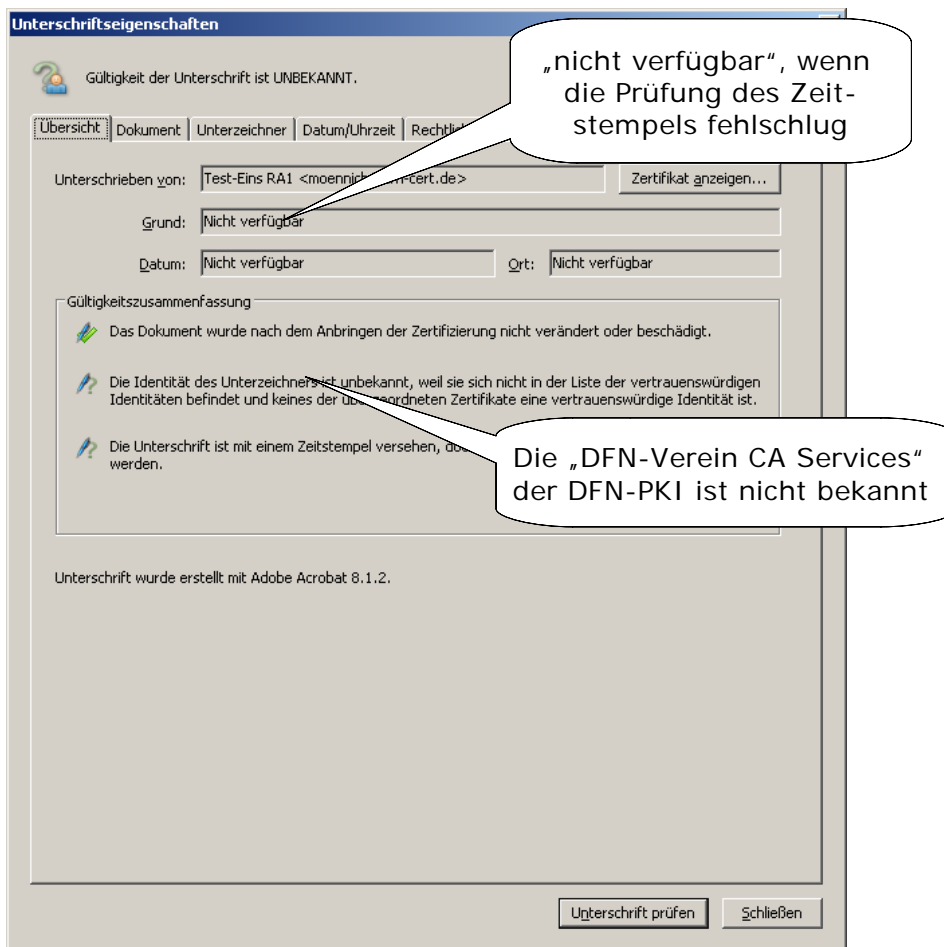 Unterschriftseigenschaften
Gültigkeit der Unterschrift ist UNBEKANNT.
„nicht verfügbar“, wenn
die Prüfung des Zeit-
stempels fehlschlug
Übersicht Dokument Unterzeichner Datum/Uhrzeit
Unterschrieben von: Test-Eins RA1 Zertifikat anzeigen...
Grund: Nicht verfügbar
Datum: Nicht verfügbar Ort: Nicht verfügbar
Gültigkeitszusammenfassung
Das Dokument wurde nach dem Anbringen der Zertifizierung nicht verändert oder beschädigt.
Die Identität des Unterzeichners ist unbekannt, weil sie sich nicht in der Liste der vertrauenswürdigen
Identitäten befindet und keines der übergeordneten Zertifikate eine vertrauenswürdige Identität ist.
Die Unterschrift ist mit einem Zeitstempel versehen,
werden.
Die „DFN-Verein CA Services“
der DFN-PKI ist nicht bekannt
Unterschrift wurde erstellt mit Adobe Acrobat 8.1.2.
Unterschrift prüfen Schließen